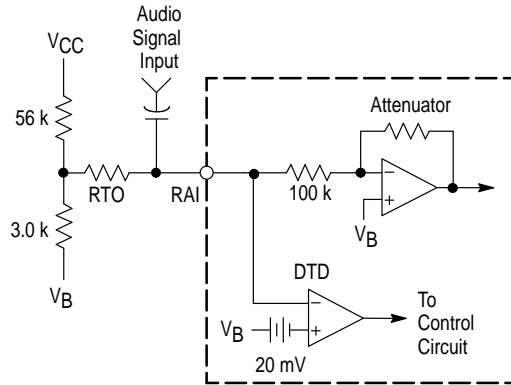 Audio
Signal
Input
VCC
56 k
RTO
RAI
3.0 k
VB
Attenuator
100 k
VB
DTD
VB
20 mV
To
Control
Circuit